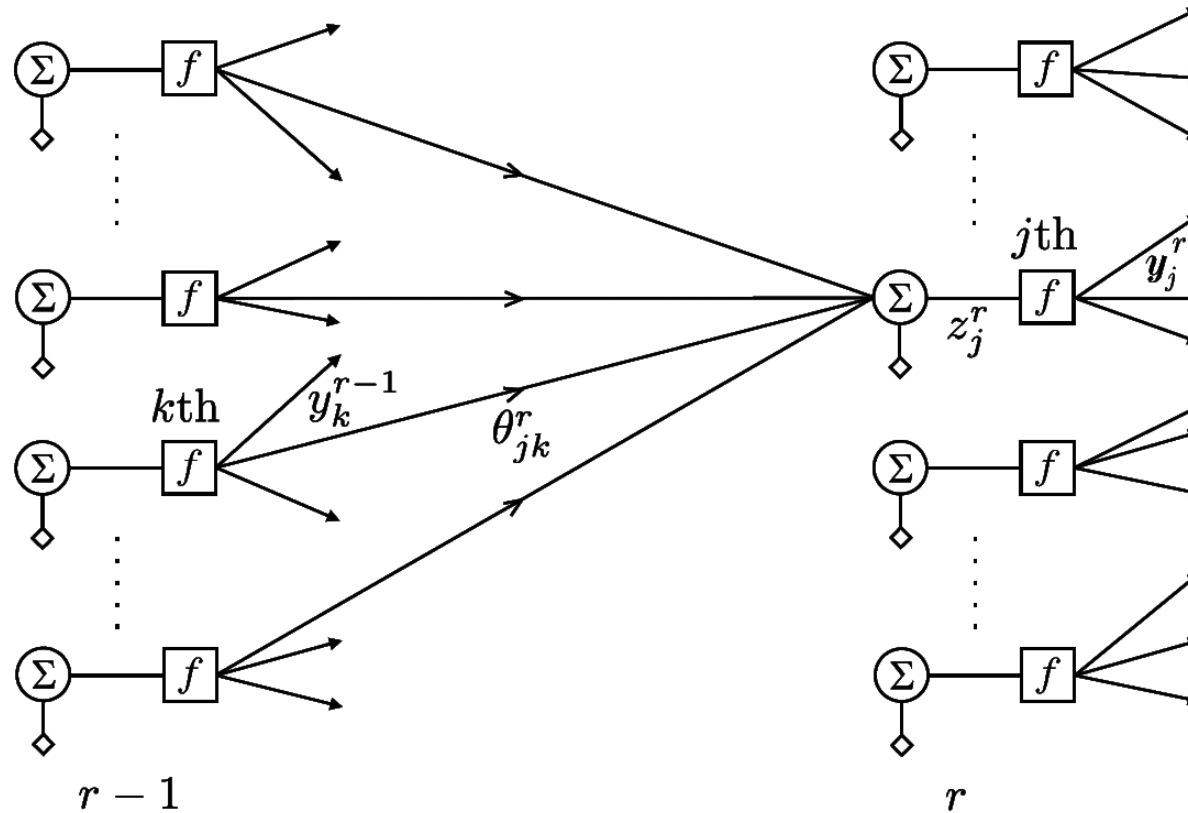 Σ f Σ f
jth
Σ f Σ z_j^r f y_j^r
kth y_k^{r-1} θ_{jk}^r
Σ f Σ f
Σ f Σ f
r − 1 r